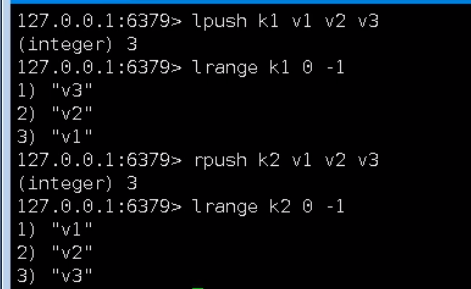 127.0.0.1:6379> lpush k1 v1 v2 v3
(integer) 3
127.0.0.1:6379> lrange k1 0 -1
1) "v3"
2) "v2"
3) "v1"
127.0.0.1:6379> rpush k2 v1 v2 v3
(integer) 3
127.0.0.1:6379> lrange k2 0 -1
1) "v1"
2) "v2"
3) "v3"